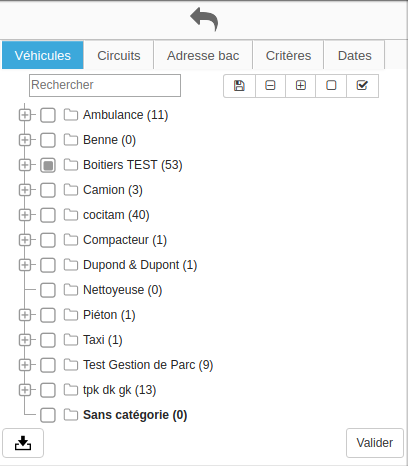 Véhicules Circuits Adresse bac Critères Dates
Rechercher
Ambulance (11)
Benne (0)
Boitiers TEST (53)
Camion (3)
cocitam (40)
Compacteur (1)
Dupond & Dupont (1)
Nettoyeuse (0)
Piéton (1)
Taxi (1)
Test Gestion de Parc (9)
tpk dk gk (13)
Sans catégorie (0)
Valider